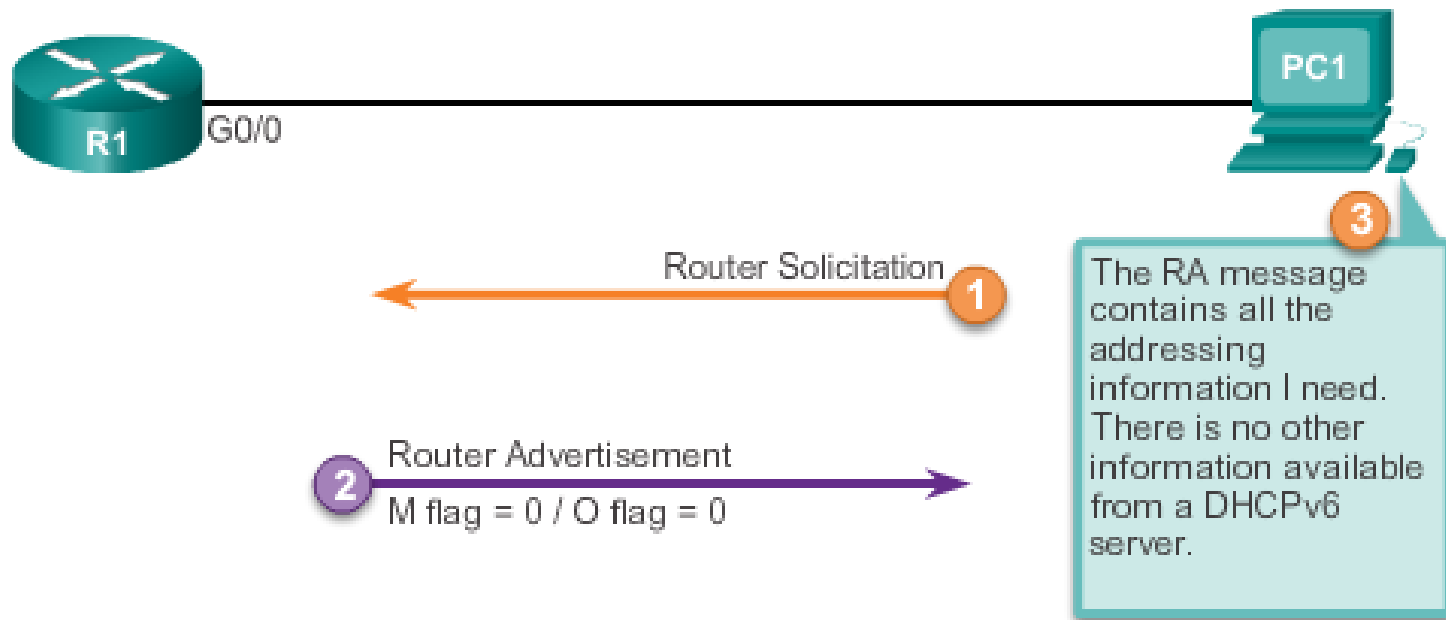 R1
G0/0
PC1
Router Solicitation
1
2
Router Advertisement
M flag = 0 / O flag = 0
3
The RA message
contains all the
addressing
information I need.
There is no other
information available
from a DHCPv6
server.